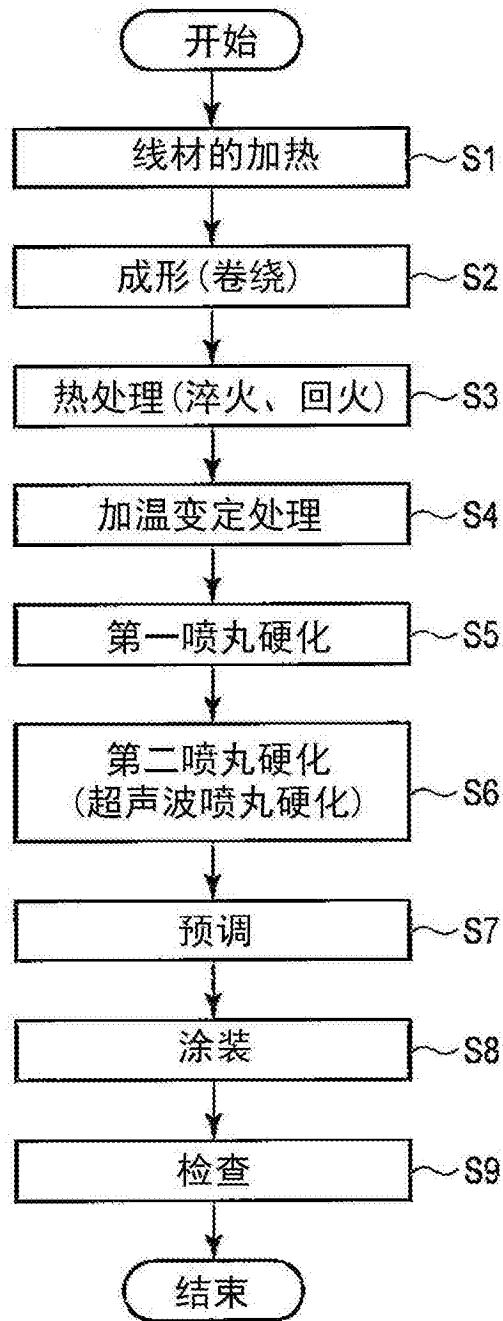 开始
线材的加热
S1
成形(卷绕)
S2
热处理(淬火、回火)
S3
加温变定处理
S4
第一喷丸硬化
S5
第二喷丸硬化
(超声波喷丸硬化)
S6
预调
S7
涂装
S8
检查
S9
结束